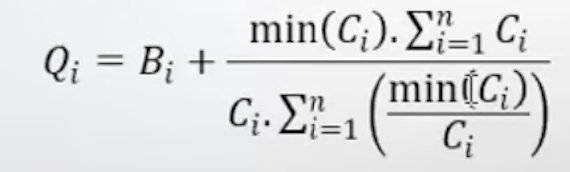 Q_i = B_i + \frac{\min(C_i).\sum_{i=1}^{n} C_i}{C_i.\sum_{i=1}^{n}\left(\frac{\min(C_i)}{C_i}\right)}